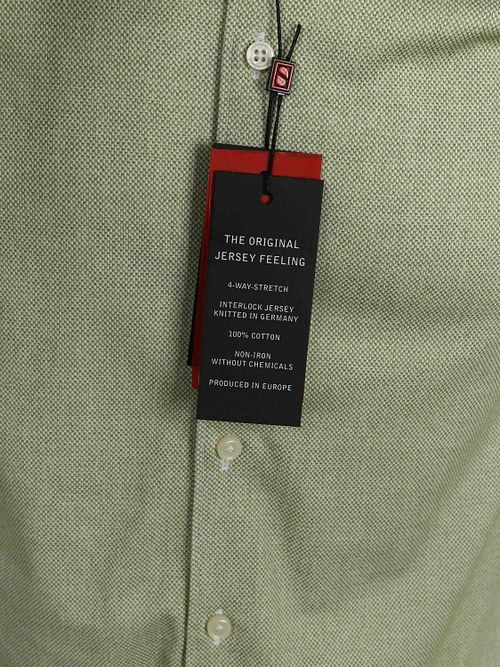 THE ORIGINAL
JERSEY FEELING
4-WAY-STRETCH
INTERLOCK JERSEY
KNITTED IN GERMANY
100% COTTON
NON-IRON
WITHOUT CHEMICALS
PRODUCED IN EUROPE